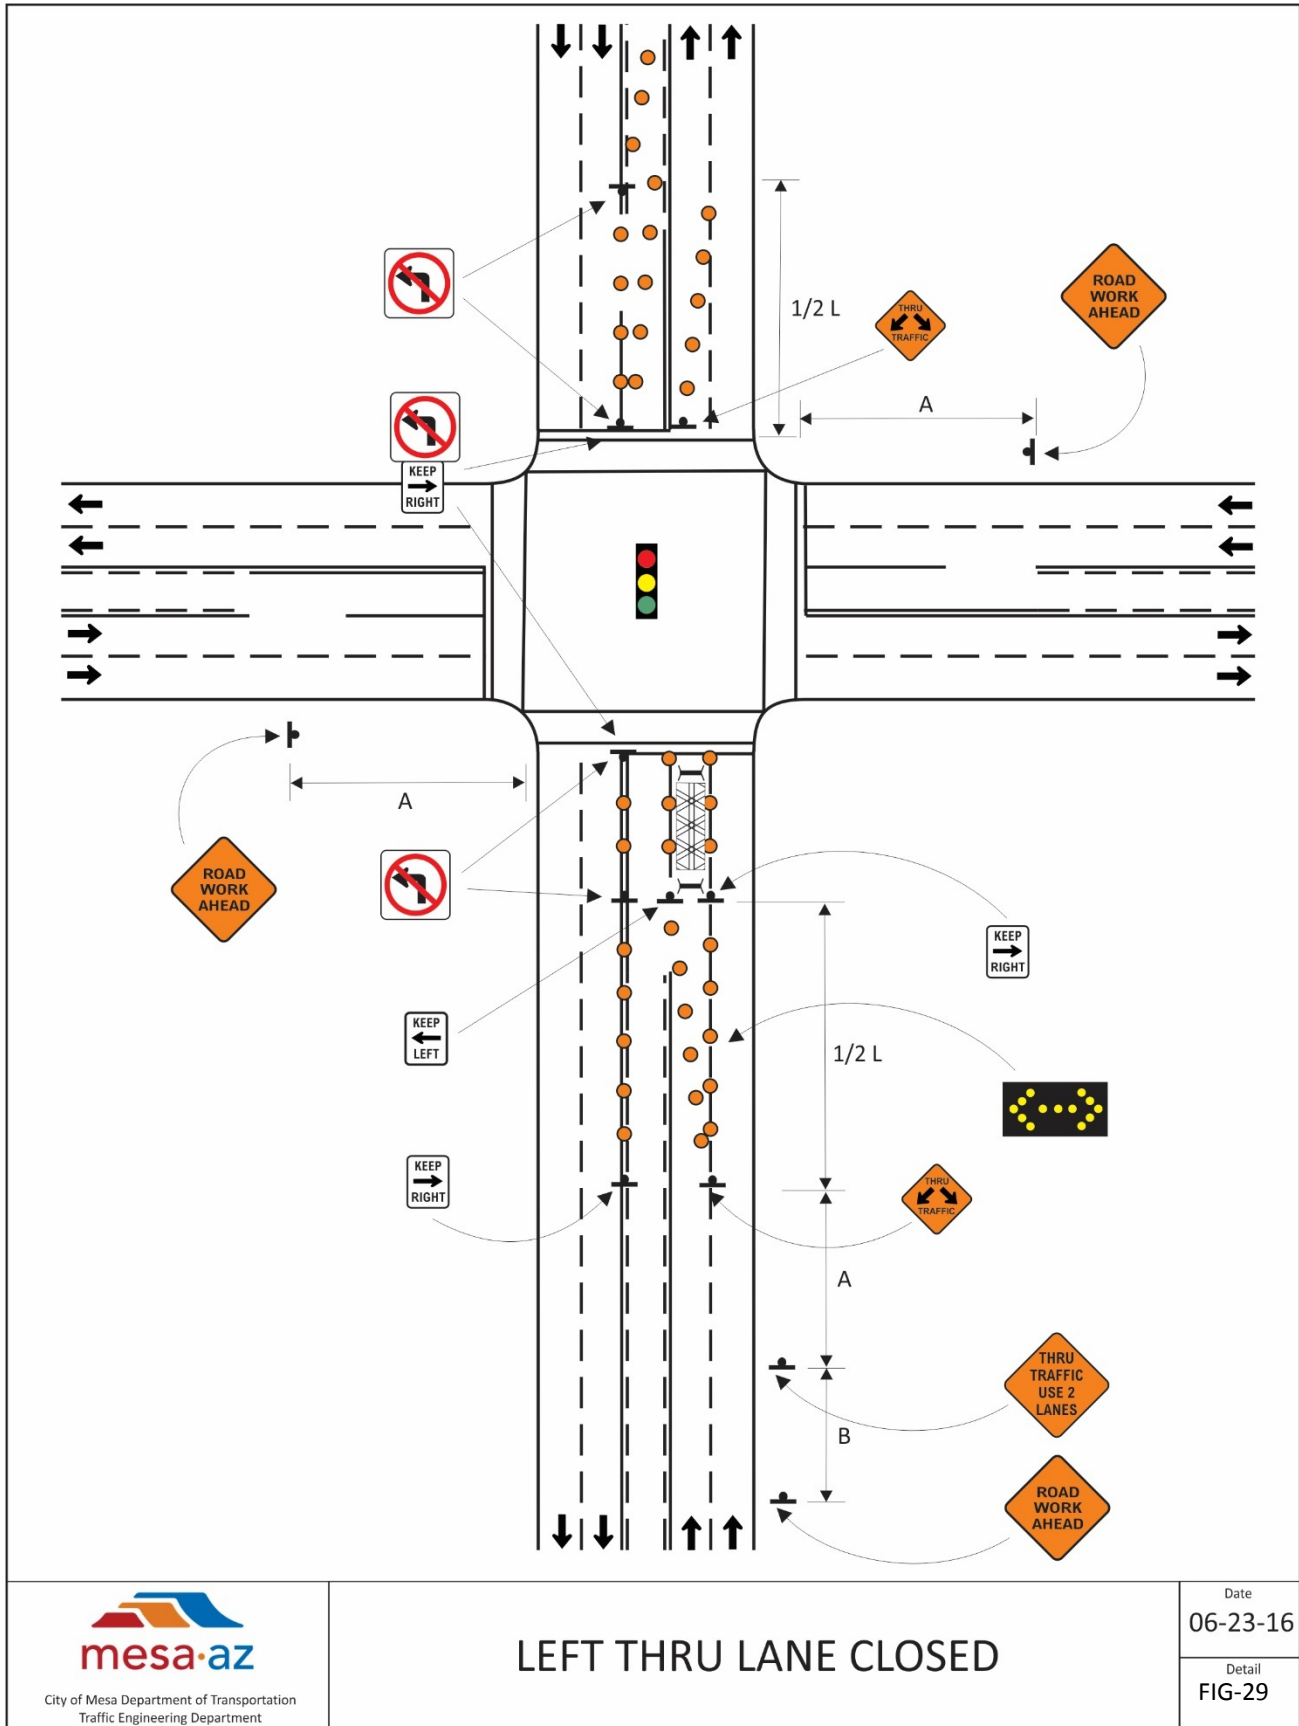 ROAD
WORK
AHEAD
1/2 L
THRU
TRAFFIC
A
KEEP
RIGHT
A
ROAD
WORK
AHEAD
KEEP
RIGHT
KEEP
LEFT
1/2 L
KEEP
RIGHT
THRU
TRAFFIC
A
THRU
TRAFFIC
USE 2
LANES
B
ROAD
WORK
AHEAD
mesa·az
City of Mesa Department of Transportation
Traffic Engineering Department
LEFT THRU LANE CLOSED
Date
06-23-16
Detail
FIG-29